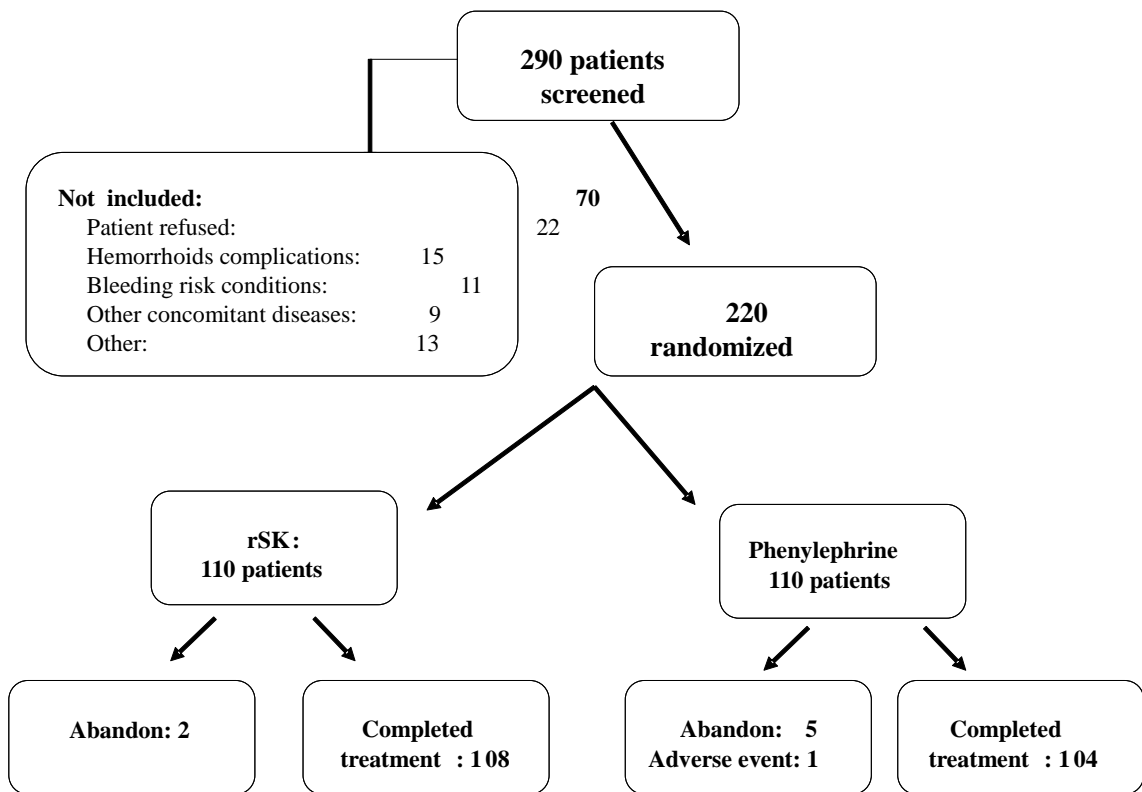 290 patients
screened
Not included: 70
Patient refused: 22
Hemorrhoids complications: 15
Bleeding risk conditions: 11
Other concomitant diseases: 9
Other: 13
220
randomized
rSK:
110 patients
Phenylephrine
110 patients
Abandon: 2
Completed
treatment : 108
Abandon: 5
Adverse event: 1
Completed
treatment : 104